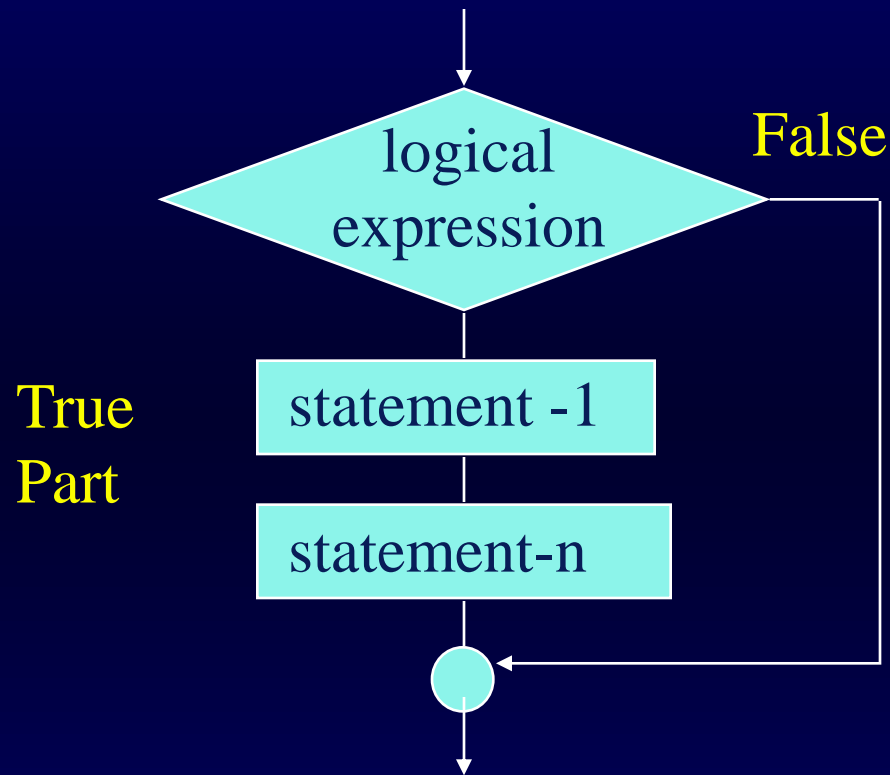 logical
expression
False
True
Part
statement -1
statement-n